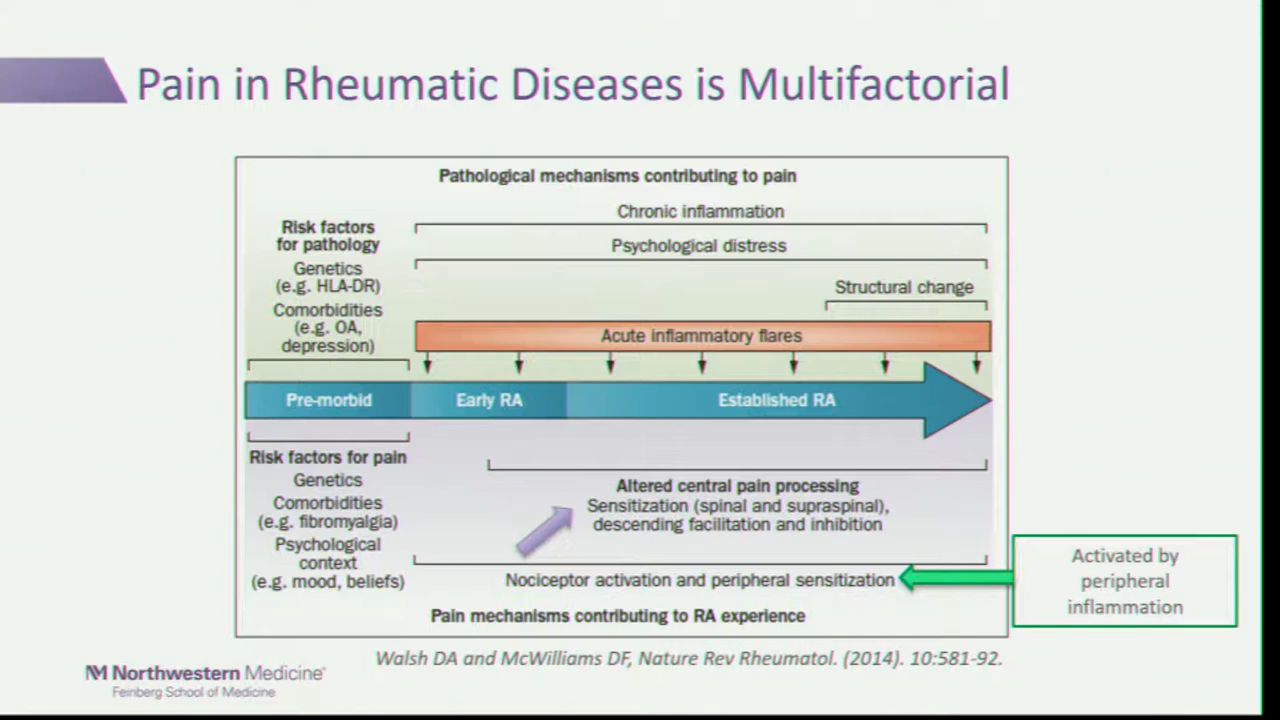 Pain in Rheumatic Diseases is Multifactorial
Pathological mechanisms contributing to pain
Chronic inflammation
Psychological distress
Structural change
Acute inflammatory flares
Risk factors
for pathology
Genetics
(e.g. HLA-DR)
Comorbidities
(e.g. OA,
depression)
Pre-morbid
Early RA
Established RA
Risk factors for pain
Genetics
Comorbidities
(e.g. fibromyalgia)
Psychological
context
(e.g. mood, beliefs)
Altered central pain processing
Sensitization (spinal and supraspinal),
descending facilitation and inhibition
Nociceptor activation and peripheral sensitization
Pain mechanisms contributing to RA experience
Activated by
peripheral
inflammation
Walsh DA and McWilliams DF, Nature Rev Rheumatol. (2014). 10:581-92.
Northwestern Medicine®
Feinberg School of Medicine